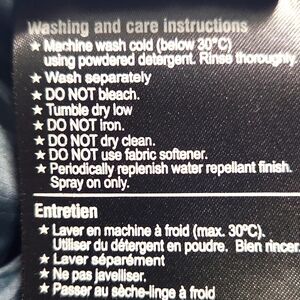 Washing and care instructions
★ Machine wash cold (below 30°C)
using powdered detergent. Rinse thoroughly.
★ Wash separately
★ DO NOT bleach.
★ Tumble dry low
★ DO NOT iron.
★ DO NOT dry clean.
★ DO NOT use fabric softener.
★ Periodically replenish water repellant finish.
Spray on only.
Entretien
★ Laver en machine à froid (max. 30ºC).
Utiliser du détergent en poudre. Bien rincer.
★ Laver séparément
★ Ne pas javelliser.
★ Passer au sèche-linge à froid